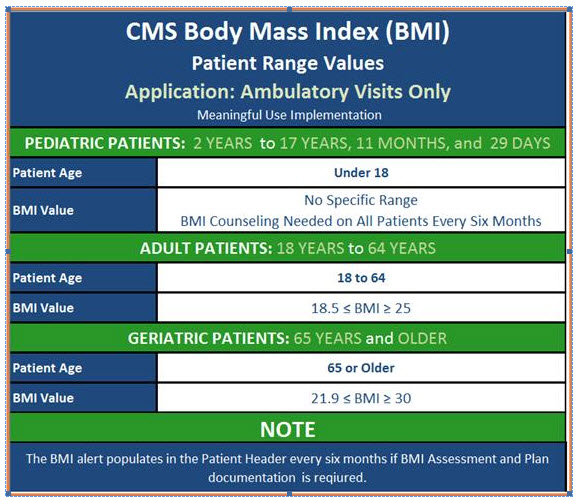 CMS Body Mass Index (BMI)
Patient Range Values
Application: Ambulatory Visits Only
Meaningful Use Implementation
PEDIATRIC PATIENTS: 2 YEARS to 17 YEARS, 11 MONTHS, and 29 DAYS
Patient Age Under 18
BMI Value No Specific Range
BMI Counseling Needed on All Patients Every Six Months
ADULT PATIENTS: 18 YEARS to 64 YEARS
Patient Age 18 to 64
BMI Value 18.5 ≤ BMI ≥ 25
GERIATRIC PATIENTS: 65 YEARS and OLDER
Patient Age 65 or Older
BMI Value 21.9 ≤ BMI ≥ 30
NOTE
The BMI alert populates in the Patient Header every six months if BMI Assessment and Plan
documentation is reqiured.